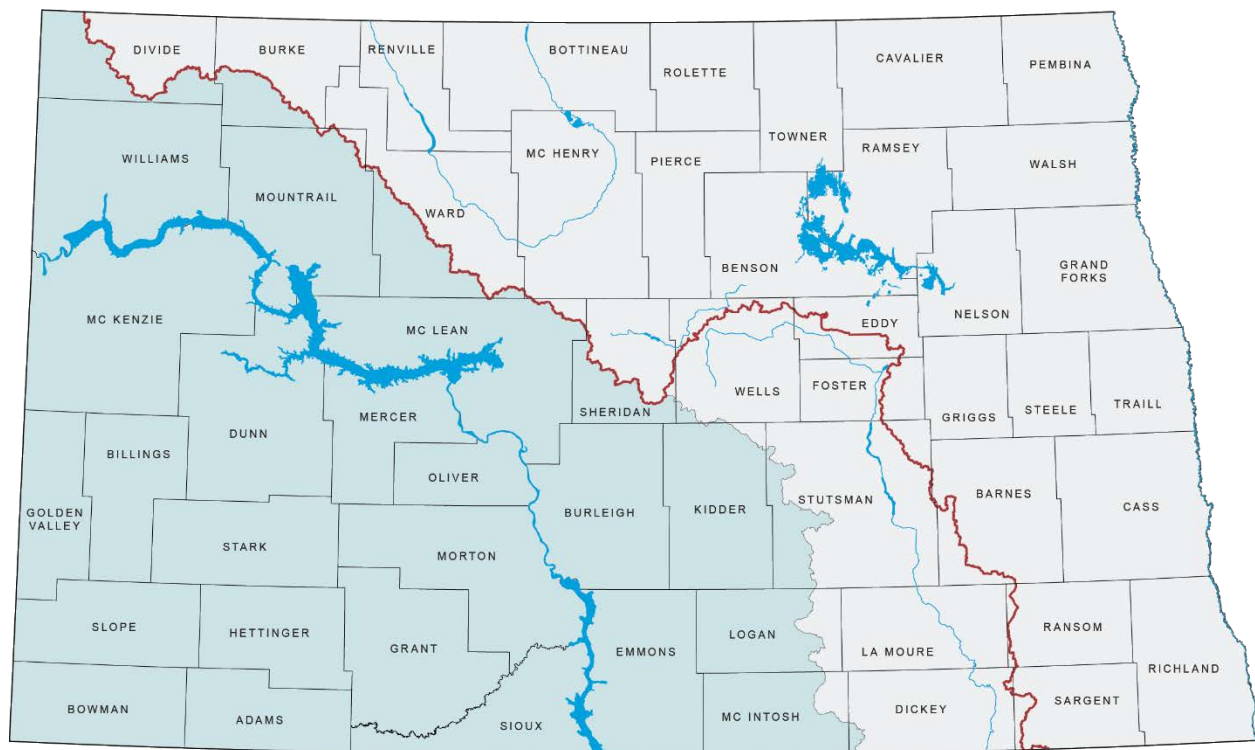 DIVIDE
BURKE
RENVILLE
BOTTINEAU
ROLETTE
CAVALIER
PEMBINA
TOWNER
RAMSEY
WALSH
WILLIAMS
MOUNTRAIL
MC HENRY
PIERCE
WARD
BENSON
GRAND
FORKS
NELSON
MC KENZIE
MC LEAN
EDDY
WELLS
FOSTER
SHERIDAN
GRIGGS
STEELE
TRAILL
MERCER
DUNN
BILLINGS
OLIVER
GOLDEN
VALLEY
BURLEIGH
KIDDER
STUTSMAN
BARNES
CASS
STARK
MORTON
SLOPE
HETTINGER
GRANT
EMMONS
LOGAN
LA MOURE
RANSOM
RICHLAND
BOWMAN
ADAMS
SIOUX
MC INTOSH
DICKEY
SARGENT